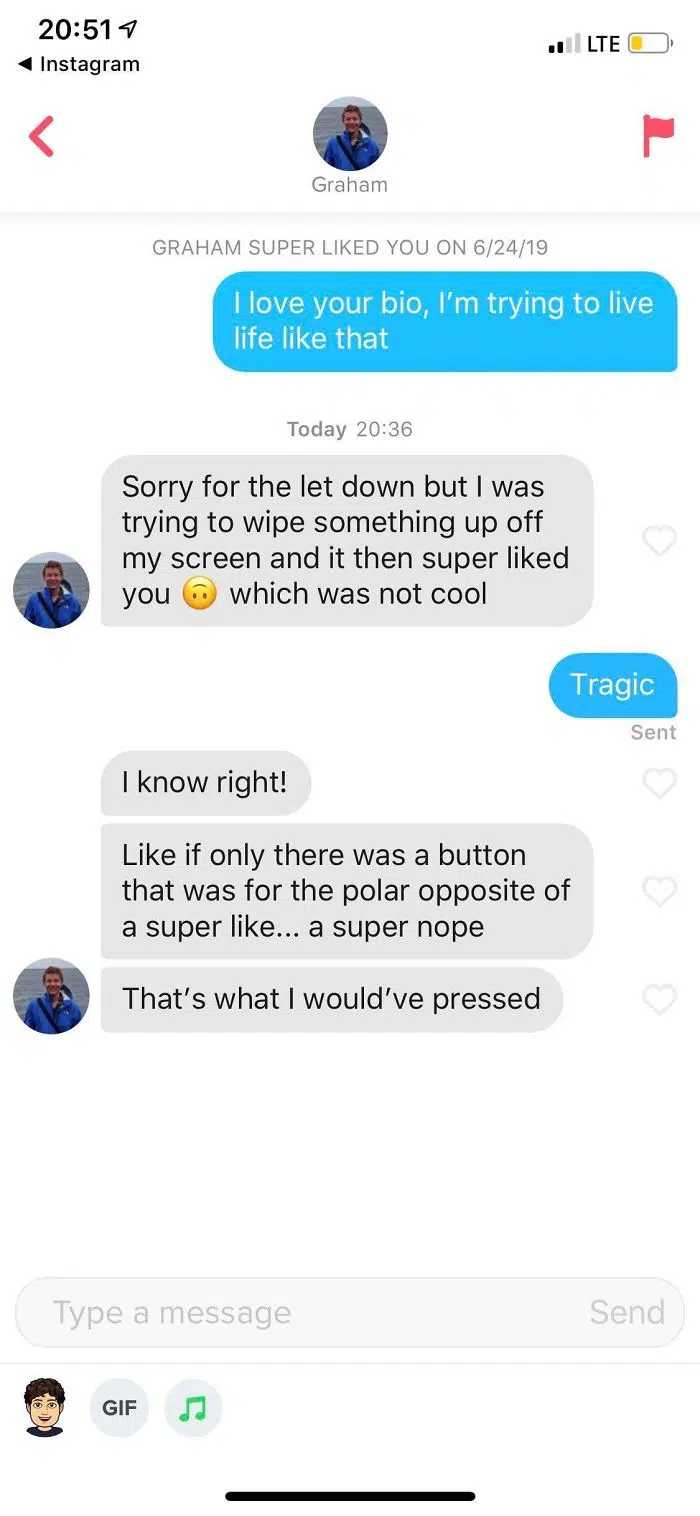 20:51
LTE
◀ Instagram
Graham
GRAHAM SUPER LIKED YOU ON 6/24/19
I love your bio, I’m trying to live
life like that
Today 20:36
Sorry for the let down but I was
trying to wipe something up off
my screen and it then super liked
you 🙃 which was not cool
Tragic
Sent
I know right!
Like if only there was a button
that was for the polar opposite of
a super like... a super nope
That’s what I would’ve pressed
Type a message
Send
GIF